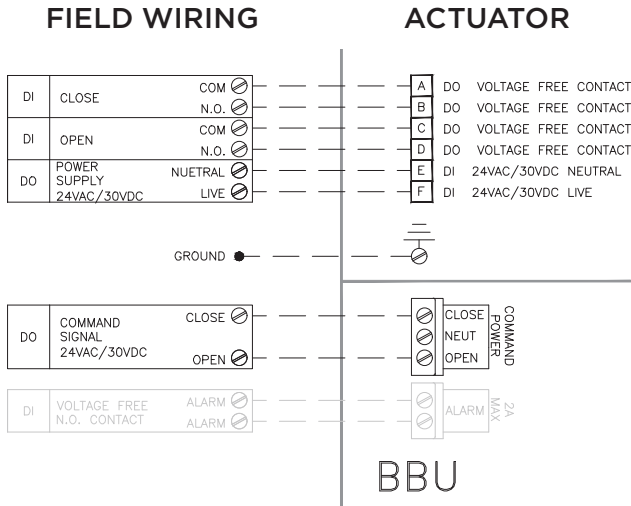 FIELD WIRING ACTUATOR
DI CLOSE COM A DO VOLTAGE FREE CONTACT
N.O. B DO VOLTAGE FREE CONTACT
DI OPEN COM C DO VOLTAGE FREE CONTACT
N.O. D DO VOLTAGE FREE CONTACT
DO POWER SUPPLY 24VAC/30VDC NUETRAL E DI 24VAC/30VDC NEUTRAL
LIVE F DI 24VAC/30VDC LIVE
GROUND
DO COMMAND SIGNAL 24VAC/30VDC CLOSE CLOSE
NEUT
OPEN OPEN
COMMAND POWER
DI VOLTAGE FREE N.O. CONTACT ALARM ALARM
ALARM
2A MAX
BBU